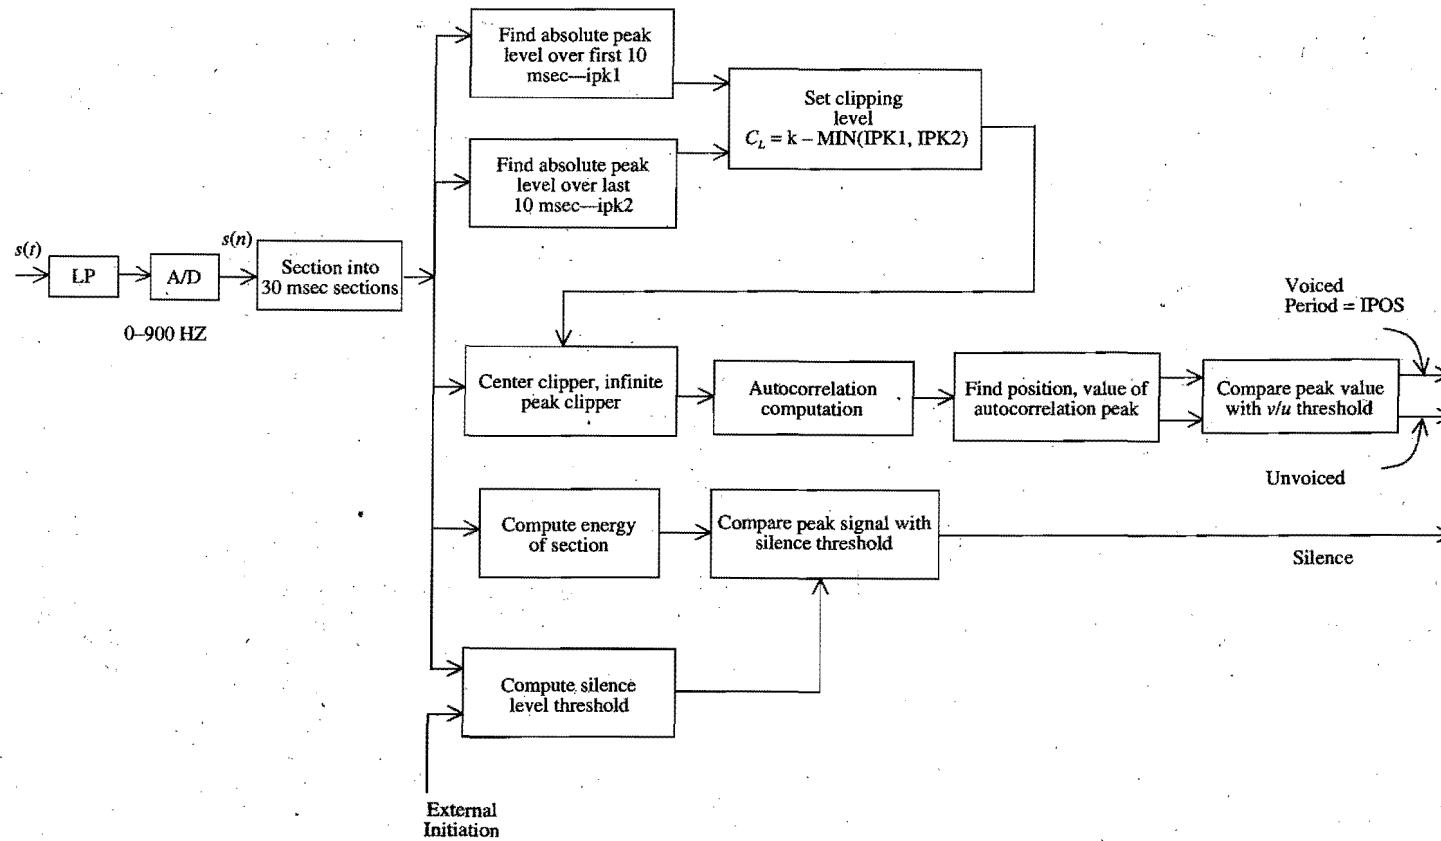 Find absolute peak
level over first 10
msec—ipk1
Set clipping
level
C_L = k – MIN(IPK1, IPK2)
Find absolute peak
level over last
10 msec—ipk2
s(t)
LP
A/D
s(n)
0–900 HZ
Section into
30 msec sections
Center clipper, infinite
peak clipper
Autocorrelation
computation
Find position, value of
autocorrelation peak
Compare peak value
with v/u threshold
Voiced
Period = IPOS
Unvoiced
Compute energy
of section
Compare peak signal with
silence threshold
Silence
Compute silence
level threshold
External
Initiation